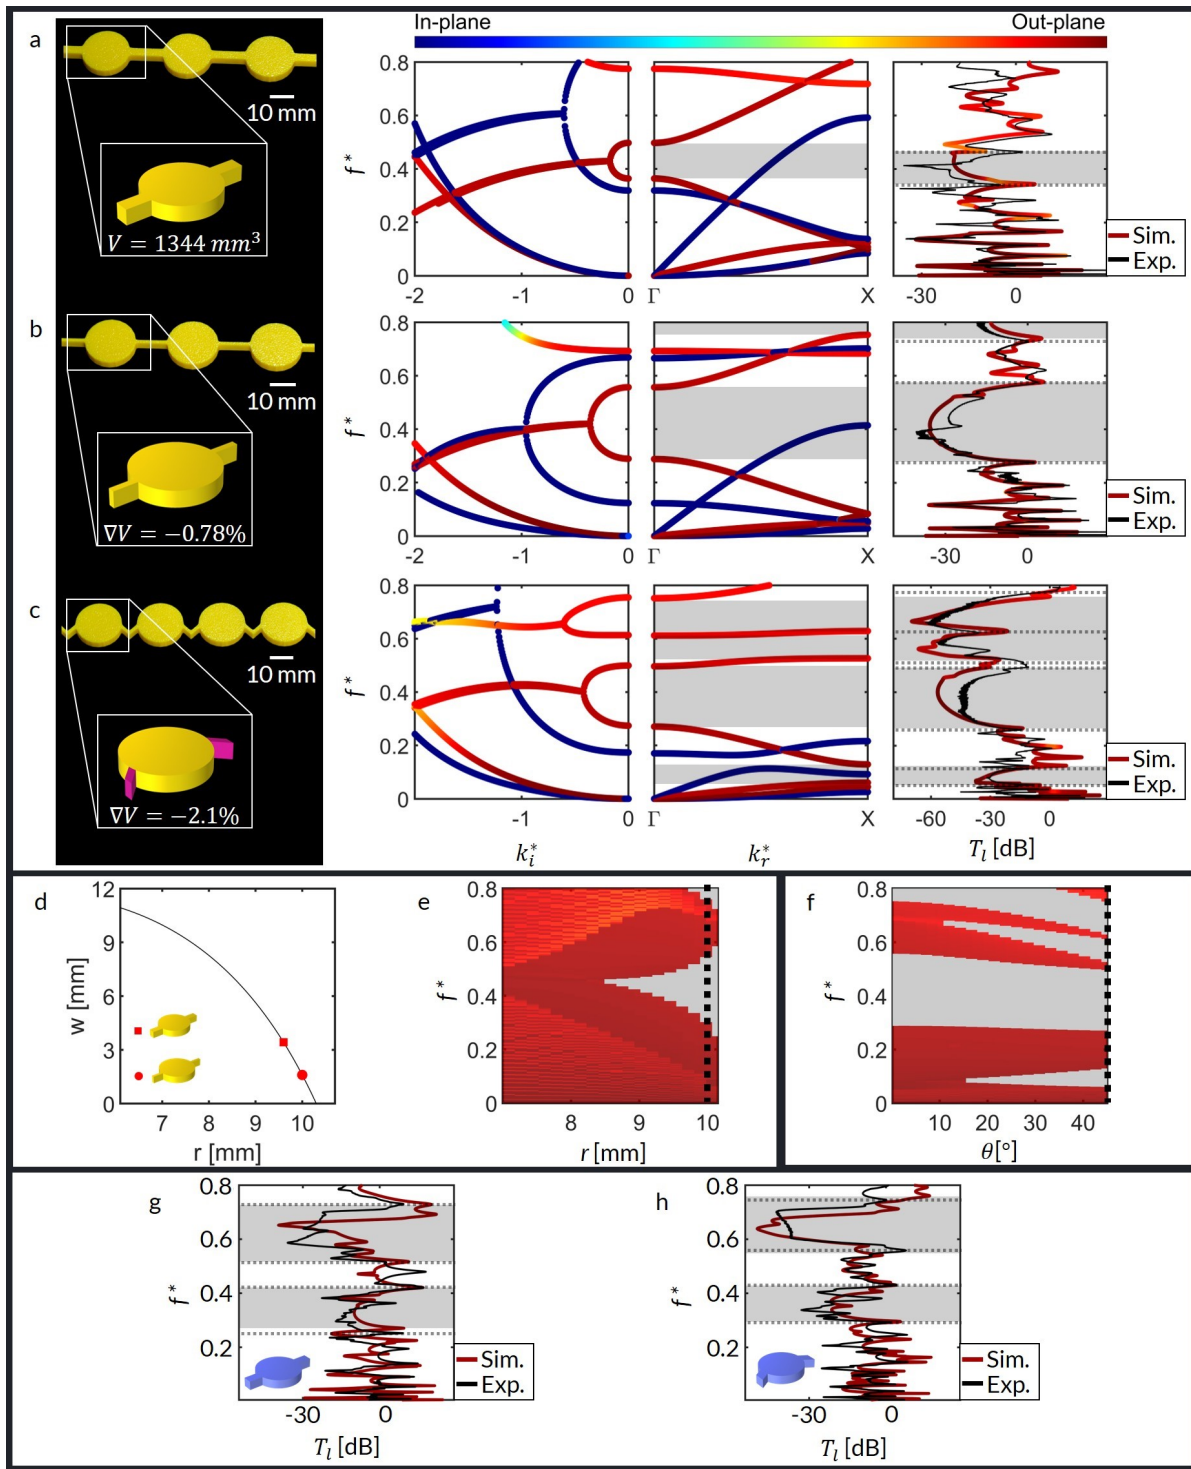 In-plane Out-plane
a
10 mm
V = 1344 mm³
f*
0.8
0.6
0.4
0.2
0
-2 -1 0 Γ X -30 0
Sim.
Exp.
b
10 mm
∇V = −0.78%
f*
0.8
0.6
0.4
0.2
0
-2 -1 0 Γ X -30 0
Sim.
Exp.
c
10 mm
∇V = −2.1%
f*
0.8
0.6
0.4
0.2
0
-1 0 Γ X -60 -30 0
Sim.
Exp.
k*i k*r Tl [dB]
d
w [mm]
12
9
6
3
0
7 8 9 10
r [mm]
e
f*
0.8
0.6
0.4
0.2
0
8 9 10
r [mm]
f
f*
0.8
0.6
0.4
0.2
0
10 20 30 40
θ[°]
g
f*
0.8
0.6
0.4
0.2
-30 0
Tl [dB]
Sim.
Exp.
h
f*
0.8
0.6
0.4
0.2
-30 0
Tl [dB]
Sim.
Exp.